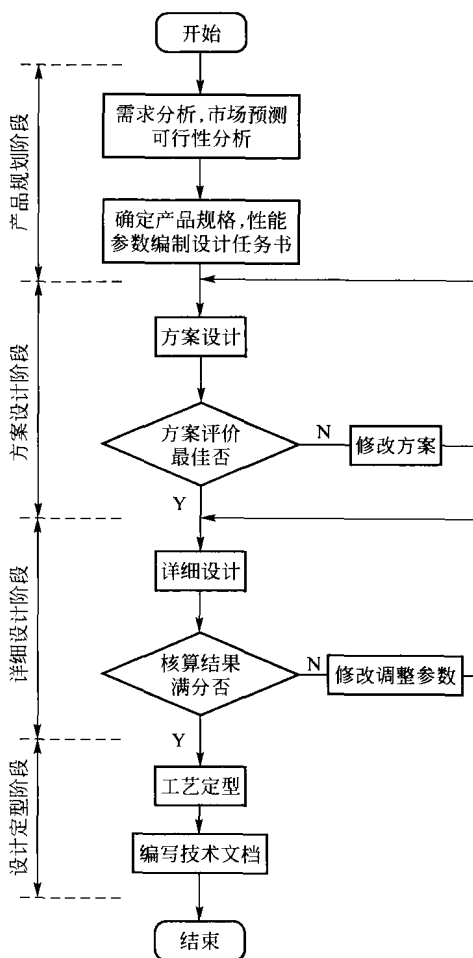 开始
产品规划阶段
需求分析,市场预测
可行性分析
确定产品规格,性能
参数编制设计任务书
方案设计阶段
方案设计
方案评价
最佳否
N
修改方案
Y
详细设计阶段
详细设计
核算结果
满分否
N
修改调整参数
Y
设计定型阶段
工艺定型
编写技术文档
结束